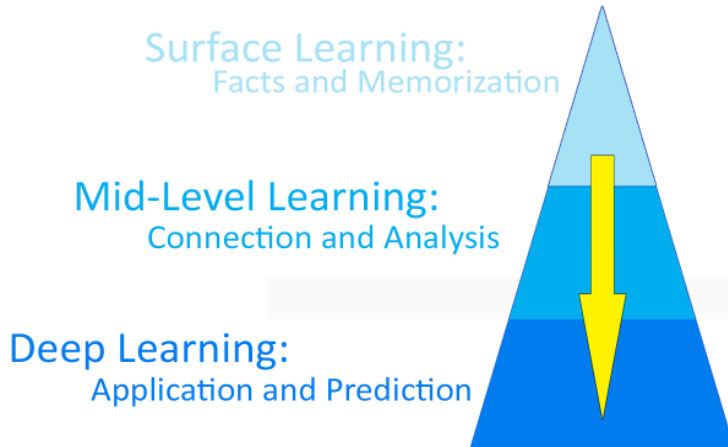 Surface Learning:
Facts and Memorization
Mid-Level Learning:
Connection and Analysis
Deep Learning:
Application and Prediction